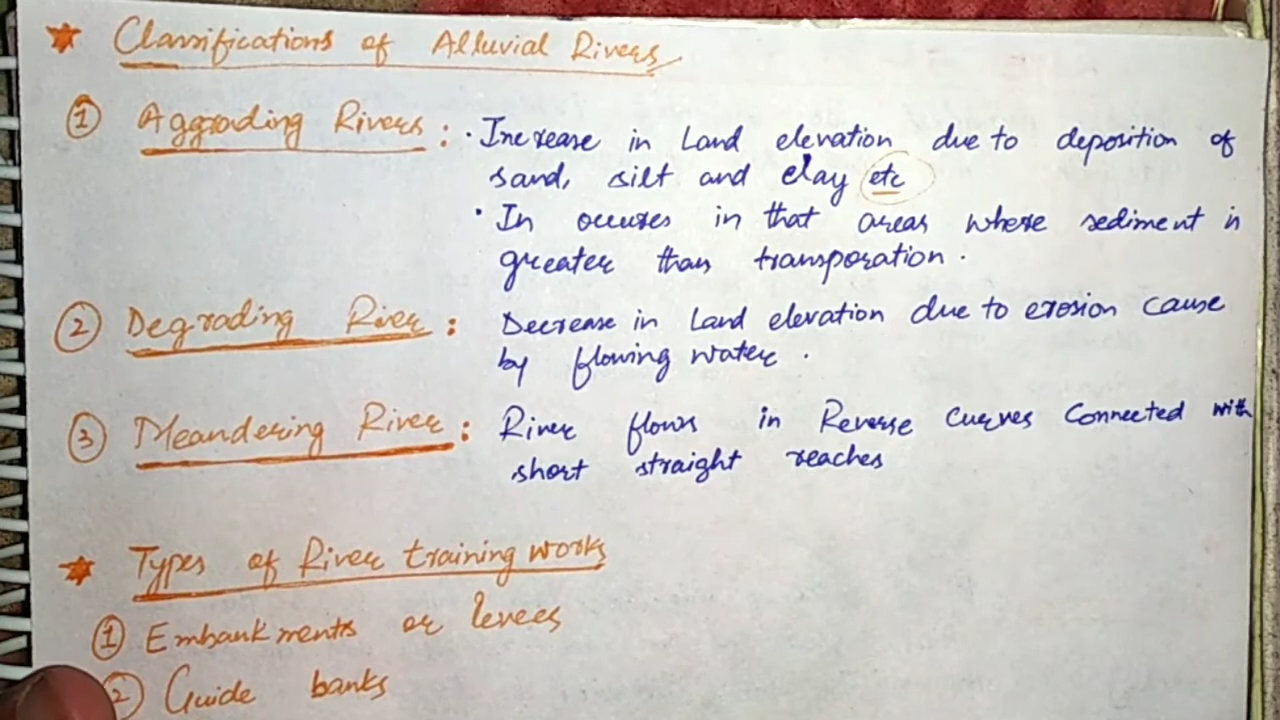 ★ Classifications of Alluvial Rivers
① Aggrading Rivers : • Increase in Land elevation due to deposition of
sand, silt and clay etc
• In occures in that areas where sediment is
greater than transporation.
② Degrading River : Decrease in Land elevation due to erosion cause
by flowing water.
③ Meandering River : River flows in Reverse Curves Connected with
short straight reaches
★ Types of River training works
① Embankments or levees
② Guide banks